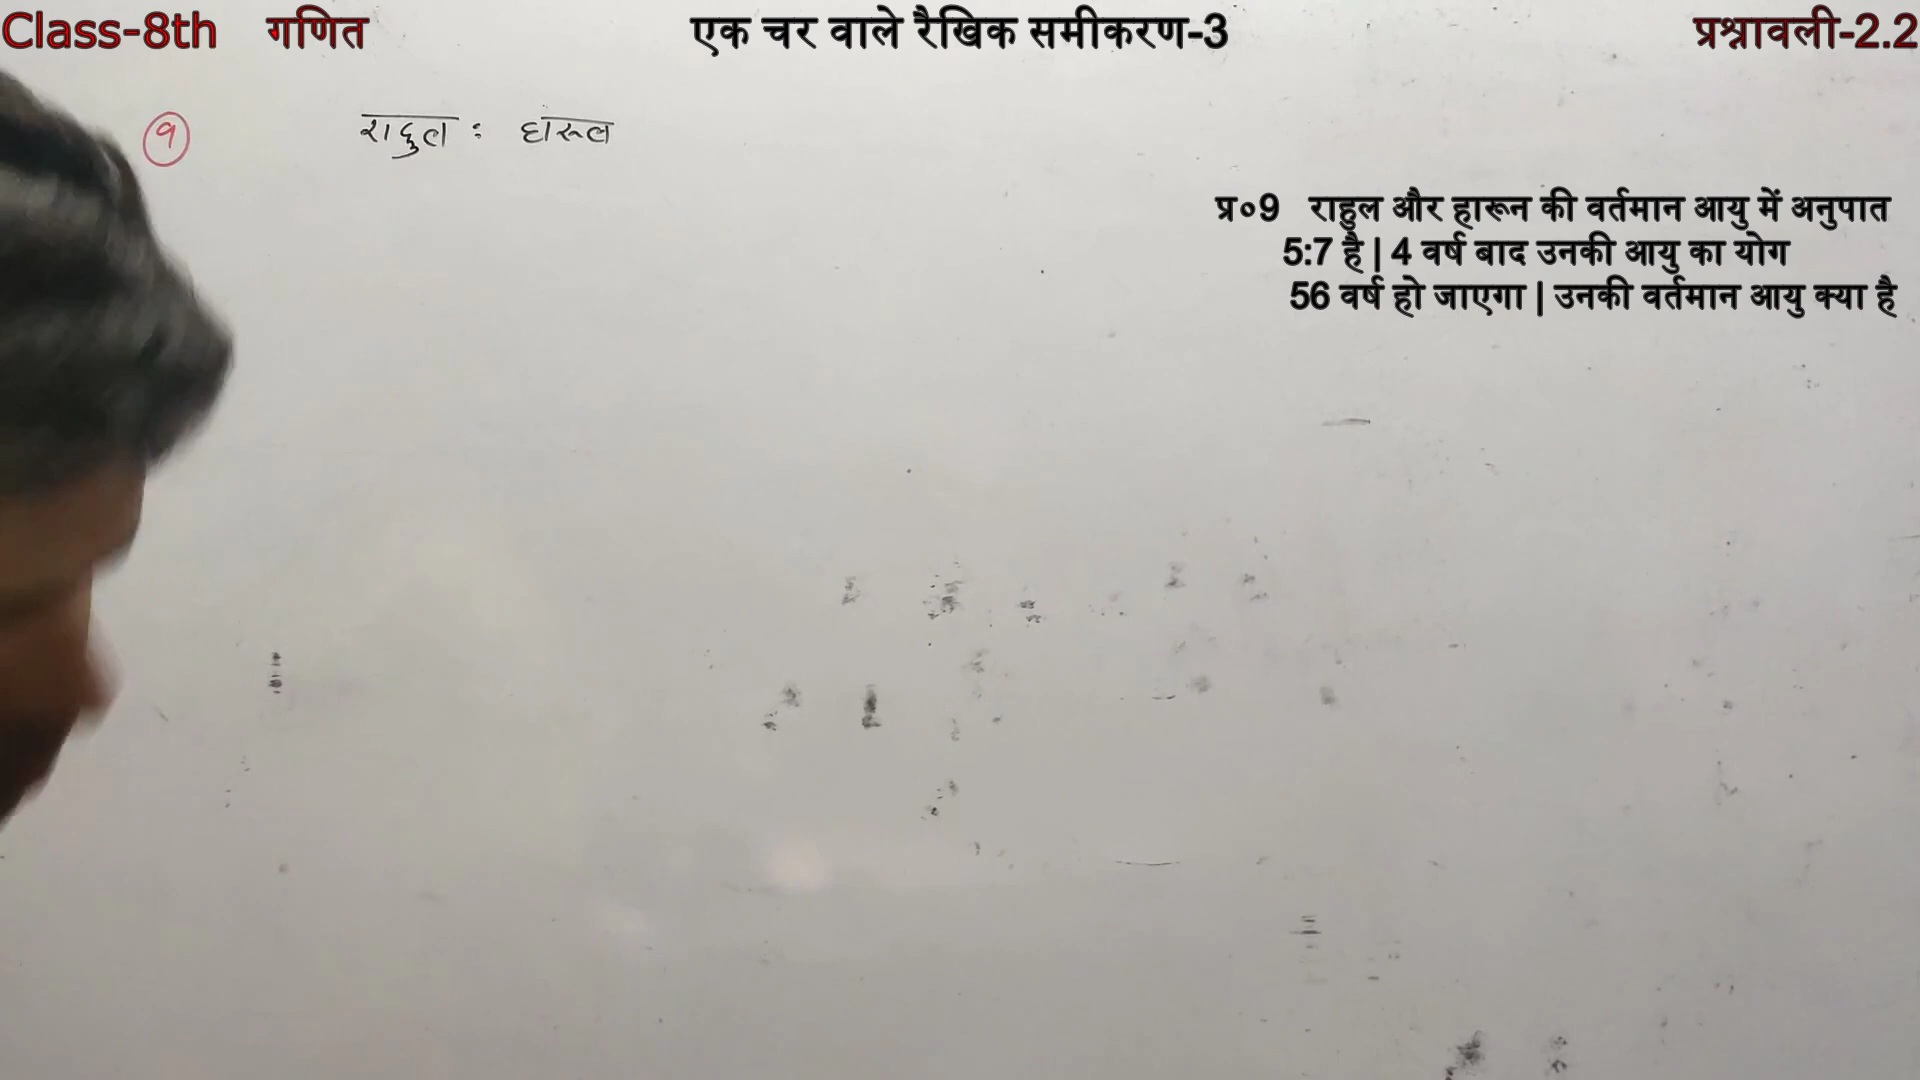 Class-8th गणित एक चर वाले रैखिक समीकरण-3 प्रश्नावली-2.2
9 राहुल : हारुल
प्र०9 राहुल और हारून की वर्तमान आयु में अनुपात
5:7 है | 4 वर्ष बाद उनकी आयु का योग
56 वर्ष हो जाएगा | उनकी वर्तमान आयु क्या है